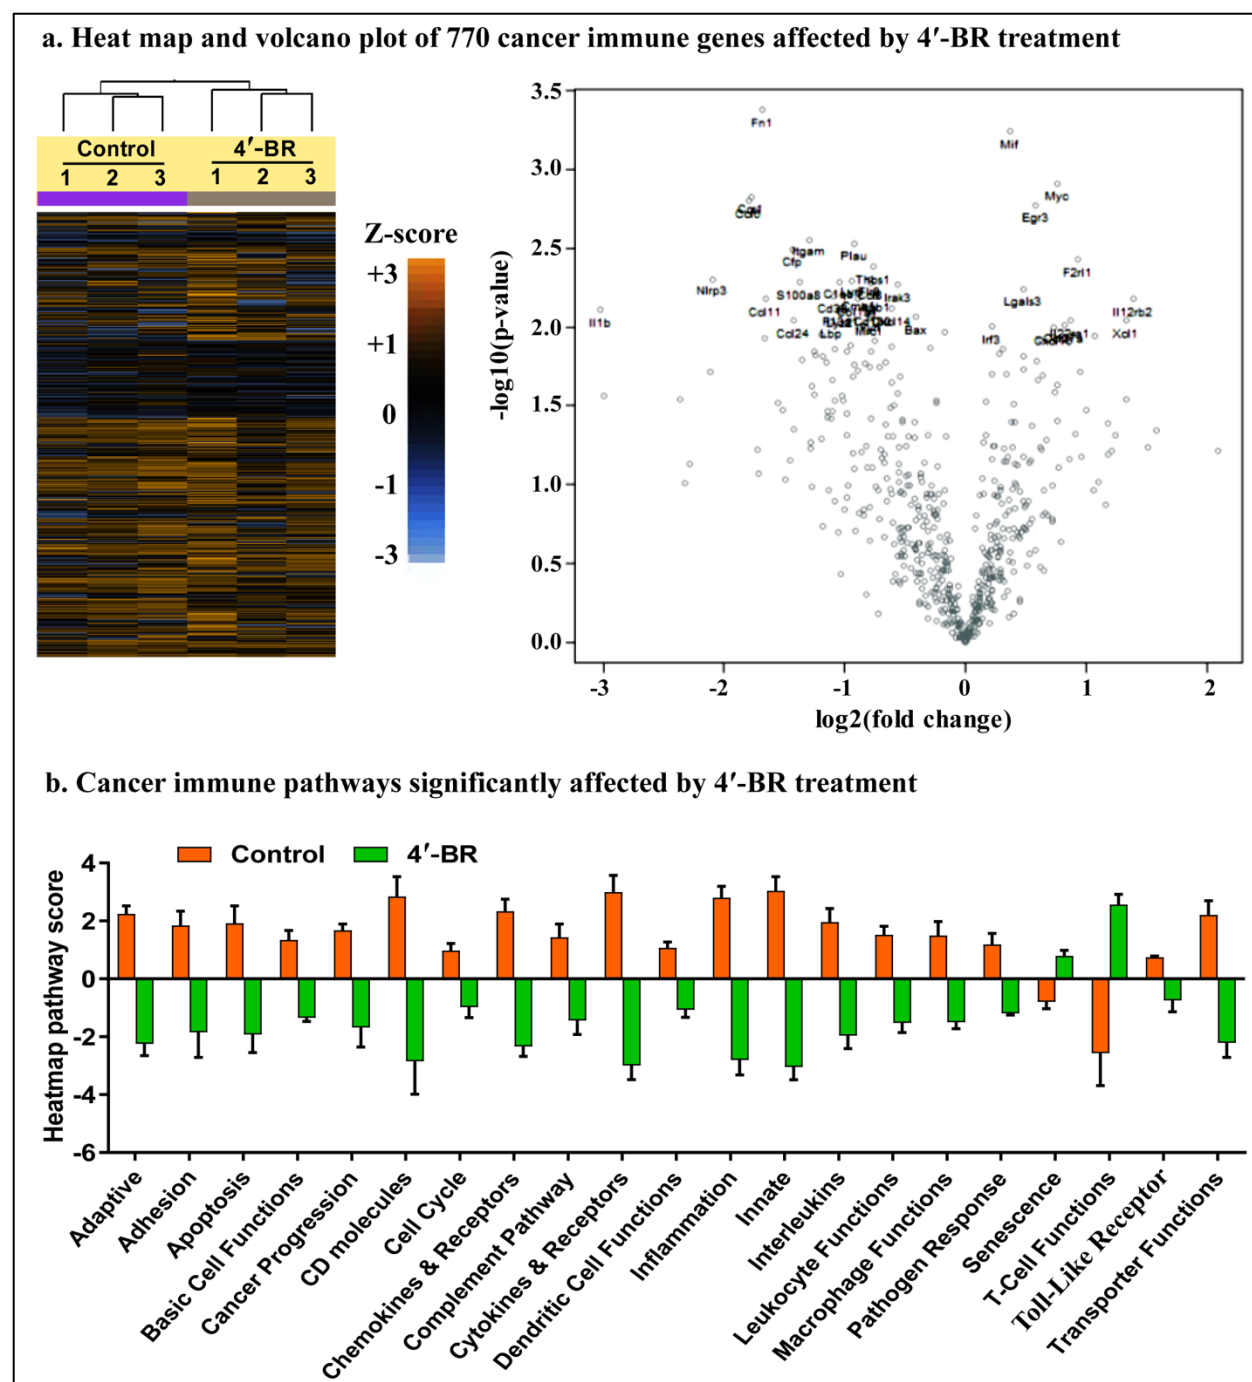 a. Heat map and volcano plot of 770 cancer immune genes affected by 4′-BR treatment
Control 4′-BR
1 2 3 1 2 3
Z-score
+3
+1
0
-1
-3
-log10(p-value)
3.5
3.0
2.5
2.0
1.5
1.0
0.5
0.0
Fn1
Mif
Myc
Egr3
Itgam
Plau
Cfp
F2rl1
Nlrp3
Thbs1
S100a8
Irak3
Lgals3
Ccl11
Il12rb2
Il1b
Bax
Ccl24
Lbp
Irf3
Xcl1
-3 -2 -1 0 1 2
log2(fold change)
b. Cancer immune pathways significantly affected by 4′-BR treatment
Control 4′-BR
Heatmap pathway score
4
2
0
-2
-4
-6
Adaptive
Adhesion
Apoptosis
Basic Cell Functions
Cancer Progression
CD molecules
Cell Cycle
Chemokines & Receptors
Complement Pathway
Cytokines & Receptors
Dendritic Cell Functions
Inflammation
Innate
Interleukins
Leukocyte Functions
Macrophage Functions
Pathogen Response
Senescence
T-Cell Functions
Toll-Like Receptor
Transporter Functions